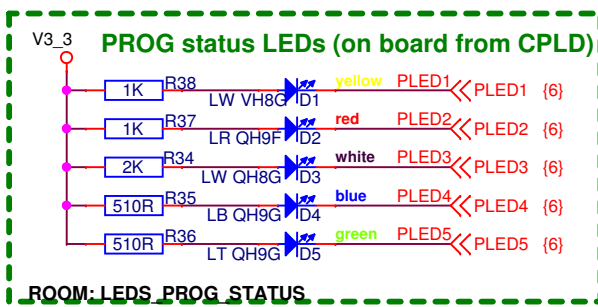 V3_3
PROG status LEDs (on board from CPLD)
1K R38 LW VH8G D1 yellow PLED1 PLED1 {6}
1K R37 LR QH9F D2 red PLED2 PLED2 {6}
2K R34 LW QH8G D3 white PLED3 PLED3 {6}
510R R35 LB QH9G D4 blue PLED4 PLED4 {6}
510R R36 LT QH9G D5 green PLED5 PLED5 {6}
ROOM: LEDS_PROG_STATUS